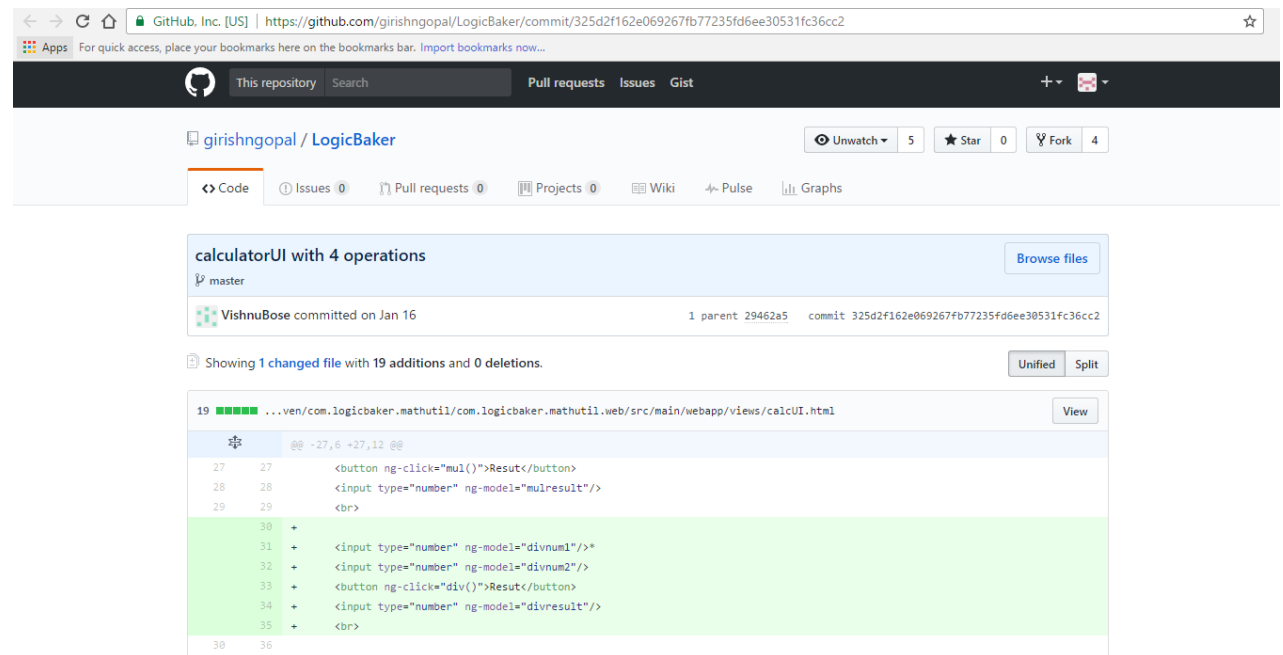 GitHub, Inc. [US] https://github.com/girishngopal/LogicBaker/commit/325d2f162e069267fb77235fd6ee30531fc36cc2
Apps For quick access, place your bookmarks here on the bookmarks bar. Import bookmarks now...
This repository Search Pull requests Issues Gist
girishngopal / LogicBaker Unwatch 5 Star 0 Fork 4
Code Issues 0 Pull requests 0 Projects 0 Wiki Pulse Graphs
calculatorUI with 4 operations Browse files
master
VishnuBose committed on Jan 16 1 parent 29462a5 commit 325d2f162e069267fb77235fd6ee30531fc36cc2
Showing 1 changed file with 19 additions and 0 deletions. Unified Split
19 ...ven/com.logicbaker.mathutil/com.logicbaker.mathutil.web/src/main/webapp/views/calcUI.html View
@@ -27,6 +27,12 @@
27 27 <button ng-click="mul()">Resut</button>
28 28 <input type="number" ng-model="mulresult"/>
29 29 <br>
30 +
31 + <input type="number" ng-model="divnum1"/>*
32 + <input type="number" ng-model="divnum2"/>
33 + <button ng-click="div()">Resut</button>
34 + <input type="number" ng-model="divresult"/>
35 + <br>
30 36